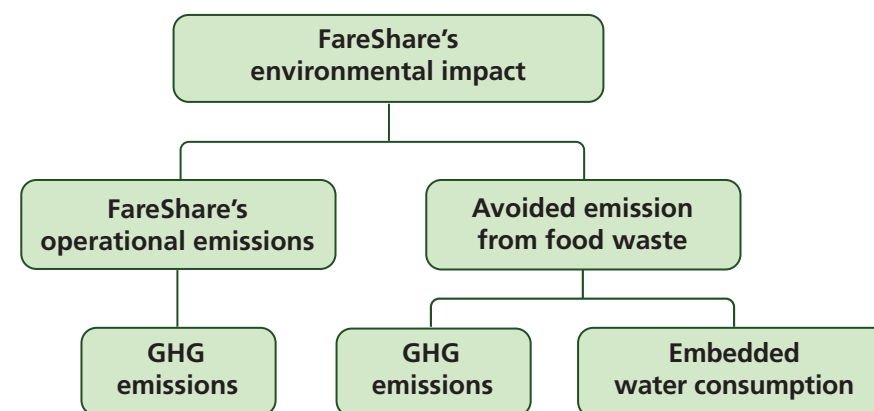 FareShare’s
environmental impact
FareShare’s
operational emissions
Avoided emission
from food waste
GHG
emissions
GHG
emissions
Embedded
water consumption